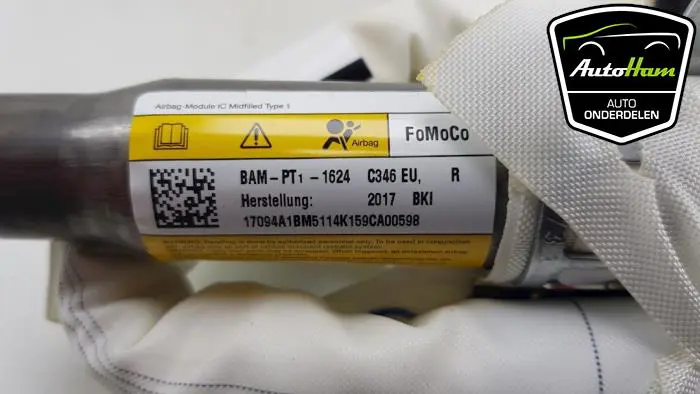 Airbag-Module IC Midfilled Type 1
Airbag
FoMoCo
BAM-PT1 -1624 C346 EU, R
Herstellung: 2017 BKI
17094A1BM5114K159CA00598
AutoHam
AUTO
ONDERDELEN